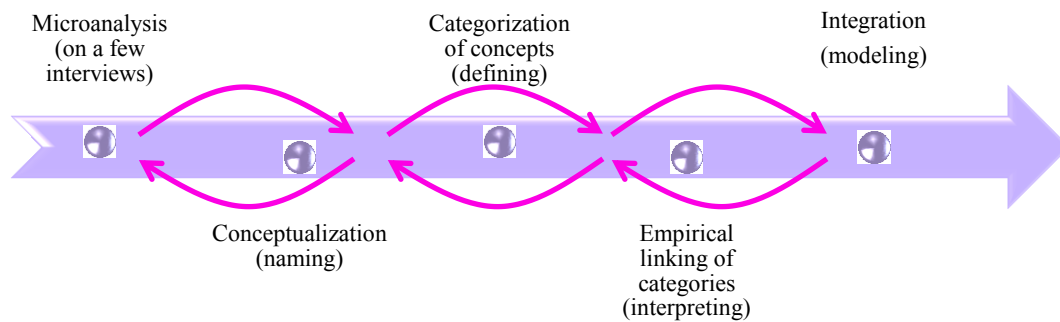 Microanalysis
(on a few
interviews)
Conceptualization
(naming)
Categorization
of concepts
(defining)
Empirical
linking of
categories
(interpreting)
Integration
(modeling)